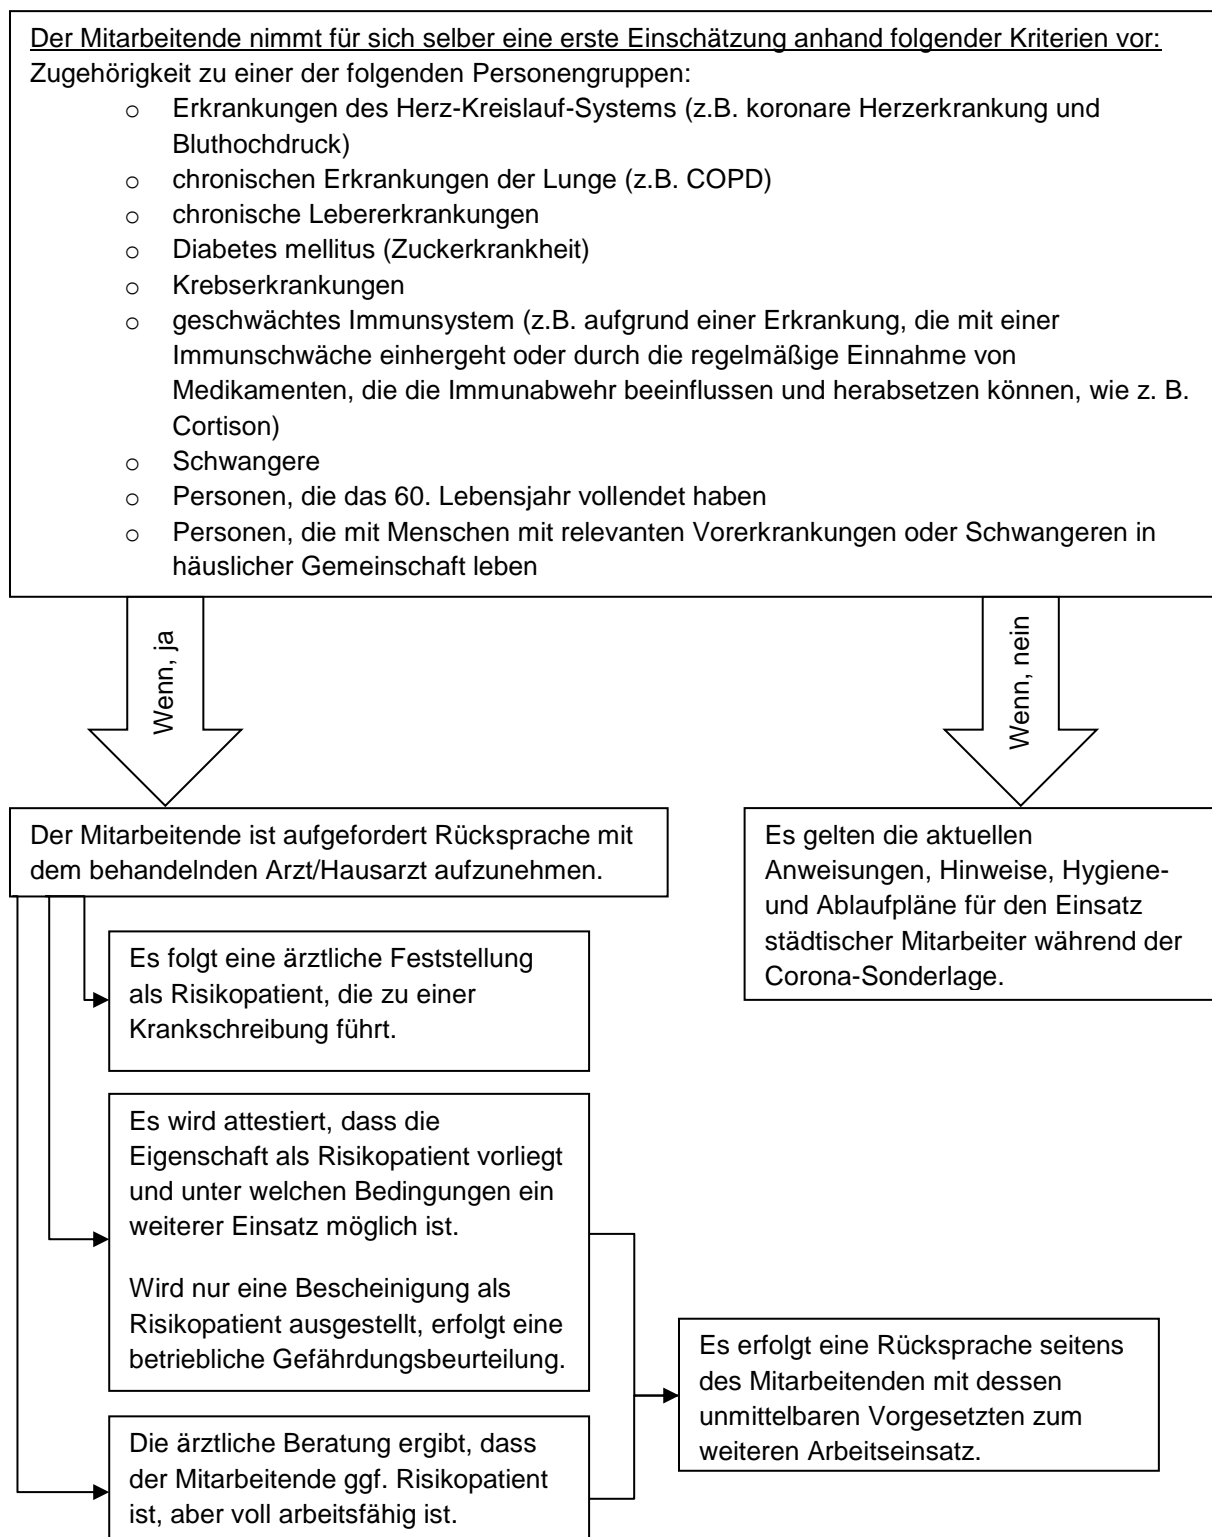 Der Mitarbeitende nimmt für sich selber eine erste Einschätzung anhand folgender Kriterien vor:
Zugehörigkeit zu einer der folgenden Personengruppen:
o Erkrankungen des Herz-Kreislauf-Systems (z.B. koronare Herzerkrankung und
Bluthochdruck)
o chronischen Erkrankungen der Lunge (z.B. COPD)
o chronische Lebererkrankungen
o Diabetes mellitus (Zuckerkrankheit)
o Krebserkrankungen
o geschwächtes Immunsystem (z.B. aufgrund einer Erkrankung, die mit einer
Immunschwäche einhergeht oder durch die regelmäßige Einnahme von
Medikamenten, die die Immunabwehr beeinflussen und herabsetzen können, wie z. B.
Cortison)
o Schwangere
o Personen, die das 60. Lebensjahr vollendet haben
o Personen, die mit Menschen mit relevanten Vorerkrankungen oder Schwangeren in
häuslicher Gemeinschaft leben
Wenn, ja
Wenn, nein
Der Mitarbeitende ist aufgefordert Rücksprache mit
dem behandelnden Arzt/Hausarzt aufzunehmen.
Es gelten die aktuellen
Anweisungen, Hinweise, Hygiene-
und Ablaufpläne für den Einsatz
städtischer Mitarbeiter während der
Corona-Sonderlage.
Es folgt eine ärztliche Feststellung
als Risikopatient, die zu einer
Krankschreibung führt.
Es wird attestiert, dass die
Eigenschaft als Risikopatient vorliegt
und unter welchen Bedingungen ein
weiterer Einsatz möglich ist.
Wird nur eine Bescheinigung als
Risikopatient ausgestellt, erfolgt eine
betriebliche Gefährdungsbeurteilung.
Es erfolgt eine Rücksprache seitens
des Mitarbeitenden mit dessen
unmittelbaren Vorgesetzten zum
weiteren Arbeitseinsatz.
Die ärztliche Beratung ergibt, dass
der Mitarbeitende ggf. Risikopatient
ist, aber voll arbeitsfähig ist.